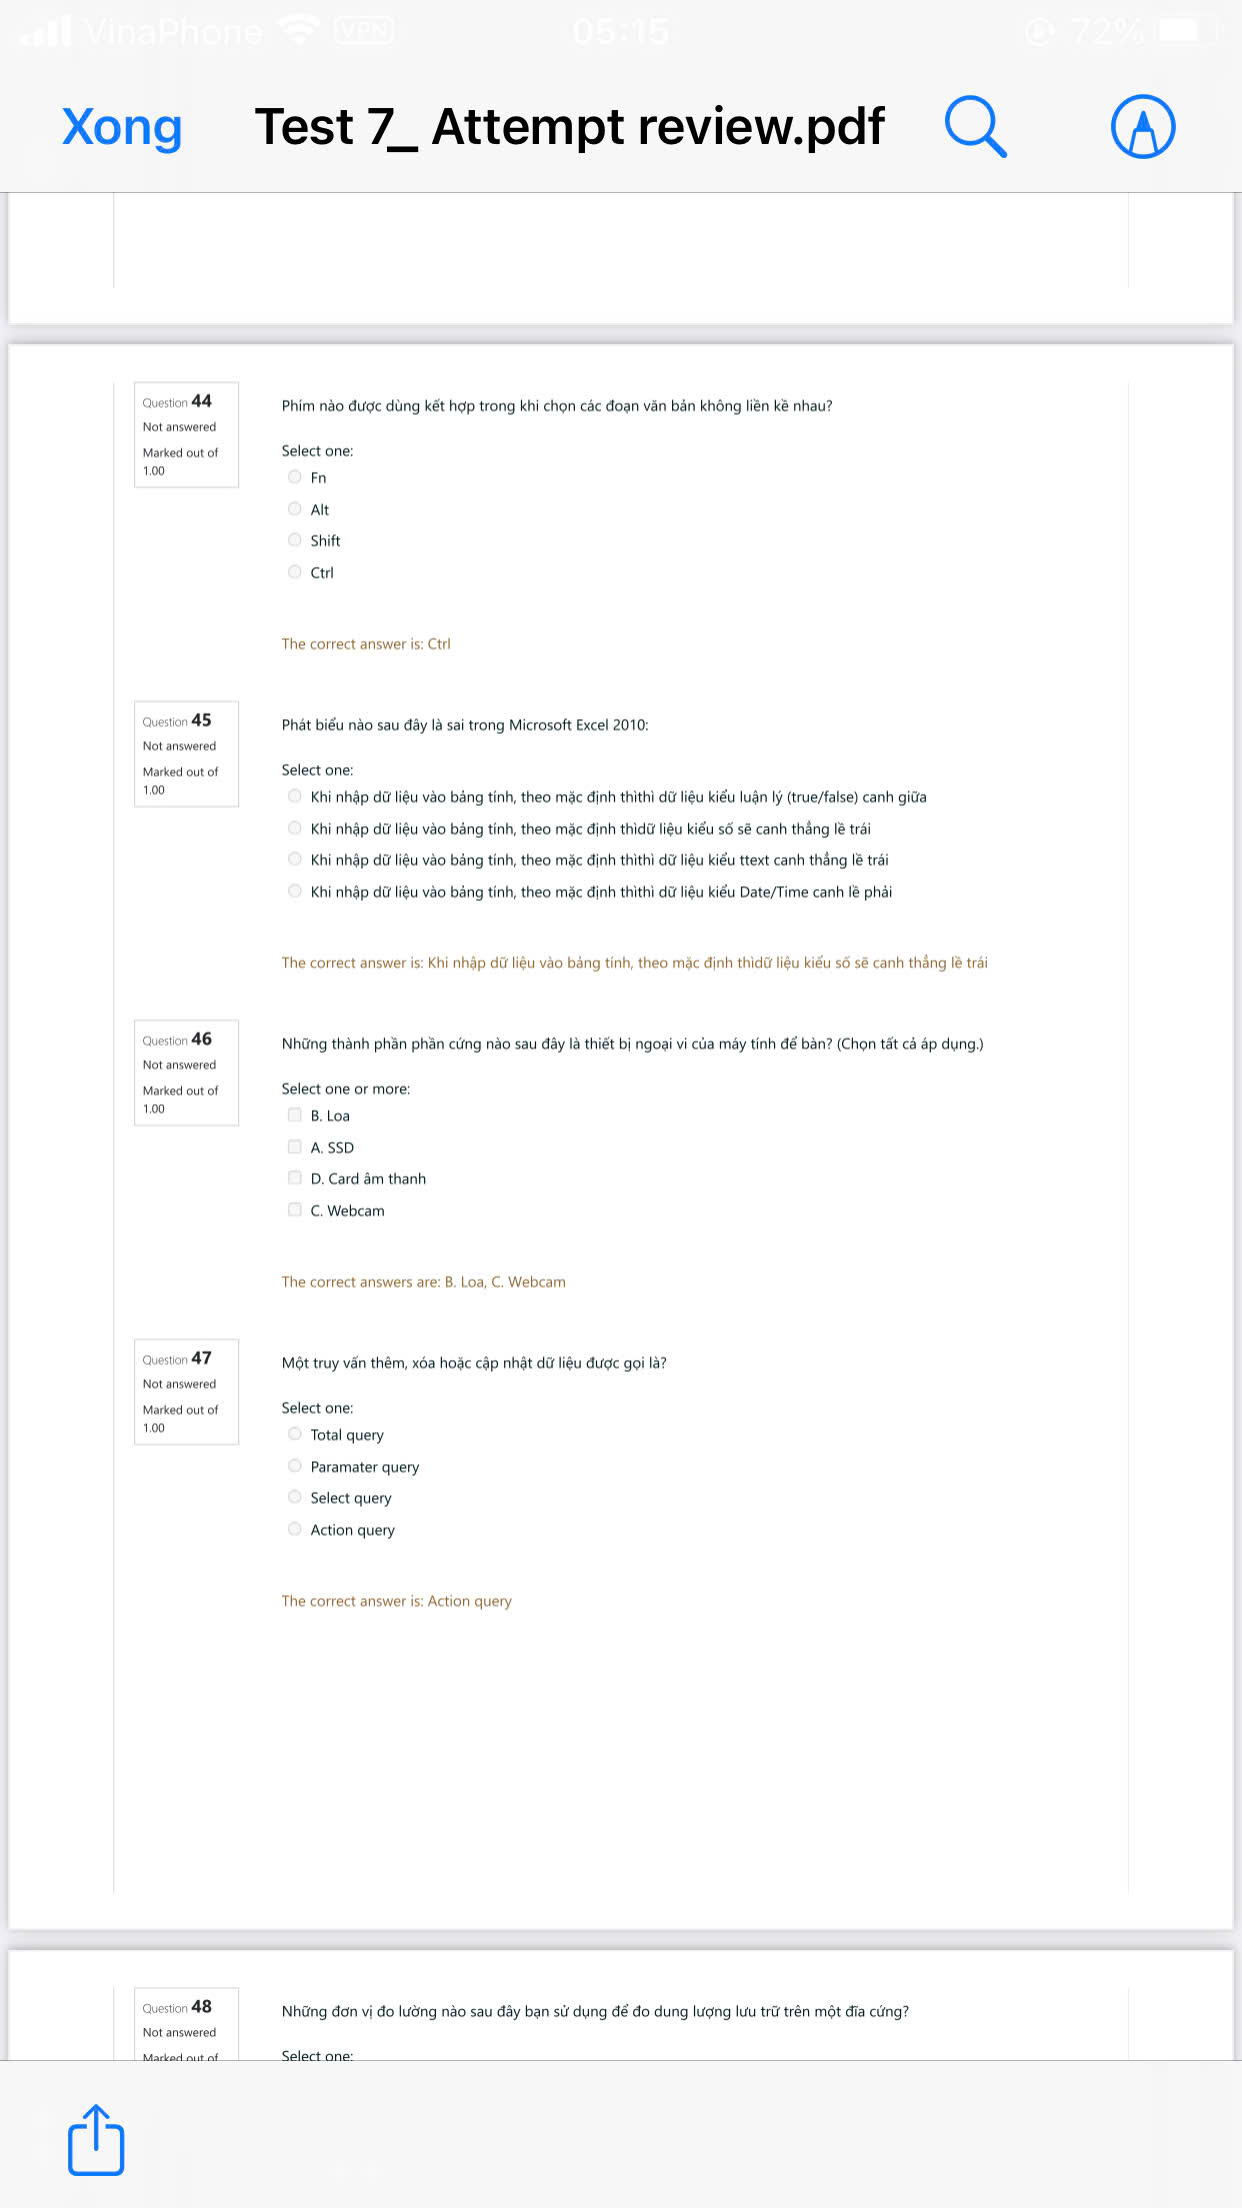 VinaPhone VPN 05:15 72%
Xong Test 7_ Attempt review.pdf
Question 44
Not answered
Marked out of
1.00
Phím nào được dùng kết hợp trong khi chọn các đoạn văn bản không liền kề nhau?
Select one:
Fn
Alt
Shift
Ctrl
The correct answer is: Ctrl
Question 45
Not answered
Marked out of
1.00
Phát biểu nào sau đây là sai trong Microsoft Excel 2010:
Select one:
Khi nhập dữ liệu vào bảng tính, theo mặc định thìthì dữ liệu kiểu luận lý (true/false) canh giữa
Khi nhập dữ liệu vào bảng tính, theo mặc định thìdữ liệu kiểu số sẽ canh thẳng lề trái
Khi nhập dữ liệu vào bảng tính, theo mặc định thìthì dữ liệu kiểu ttext canh thẳng lề trái
Khi nhập dữ liệu vào bảng tính, theo mặc định thìthì dữ liệu kiểu Date/Time canh lề phải
The correct answer is: Khi nhập dữ liệu vào bảng tính, theo mặc định thìdữ liệu kiểu số sẽ canh thẳng lề trái
Question 46
Not answered
Marked out of
1.00
Những thành phần phần cứng nào sau đây là thiết bị ngoại vi của máy tính để bàn? (Chọn tất cả áp dụng.)
Select one or more:
B. Loa
A. SSD
D. Card âm thanh
C. Webcam
The correct answers are: B. Loa, C. Webcam
Question 47
Not answered
Marked out of
1.00
Một truy vấn thêm, xóa hoặc cập nhật dữ liệu được gọi là?
Select one:
Total query
Paramater query
Select query
Action query
The correct answer is: Action query
Question 48
Not answered
Marked out of
Những đơn vị đo lường nào sau đây bạn sử dụng để đo dung lượng lưu trữ trên một đĩa cứng?
Select one: